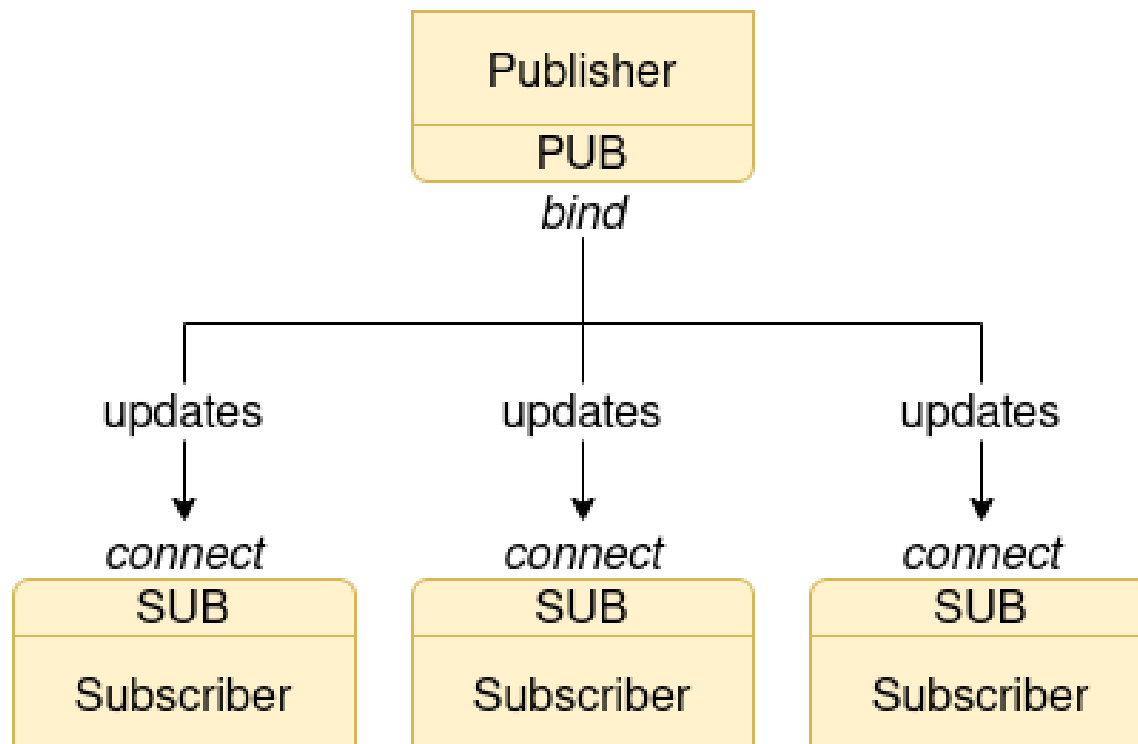 Publisher
PUB
bind
updates updates updates
connect connect connect
SUB SUB SUB
Subscriber Subscriber Subscriber